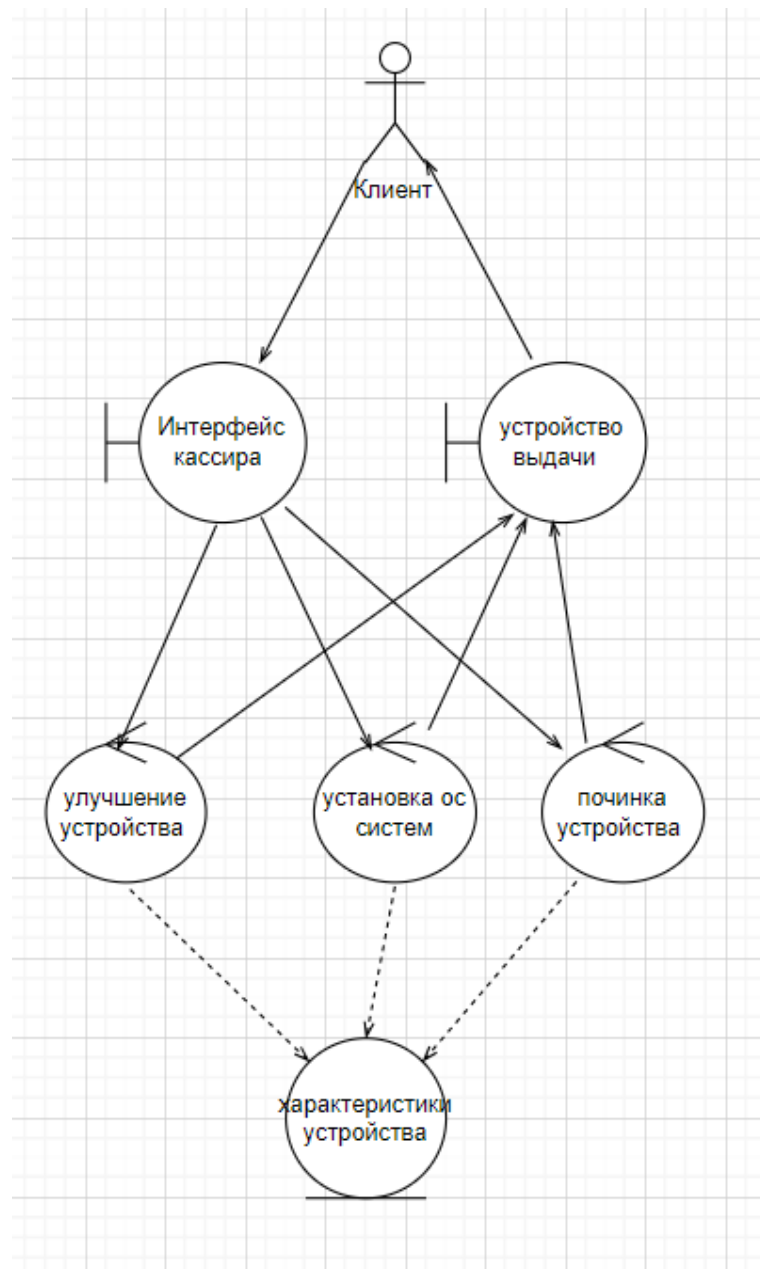 Клиент
Интерфейс
кассира
устройство
выдачи
улучшение
устройства
установка ос
систем
починка
устройства
характеристики
устройства